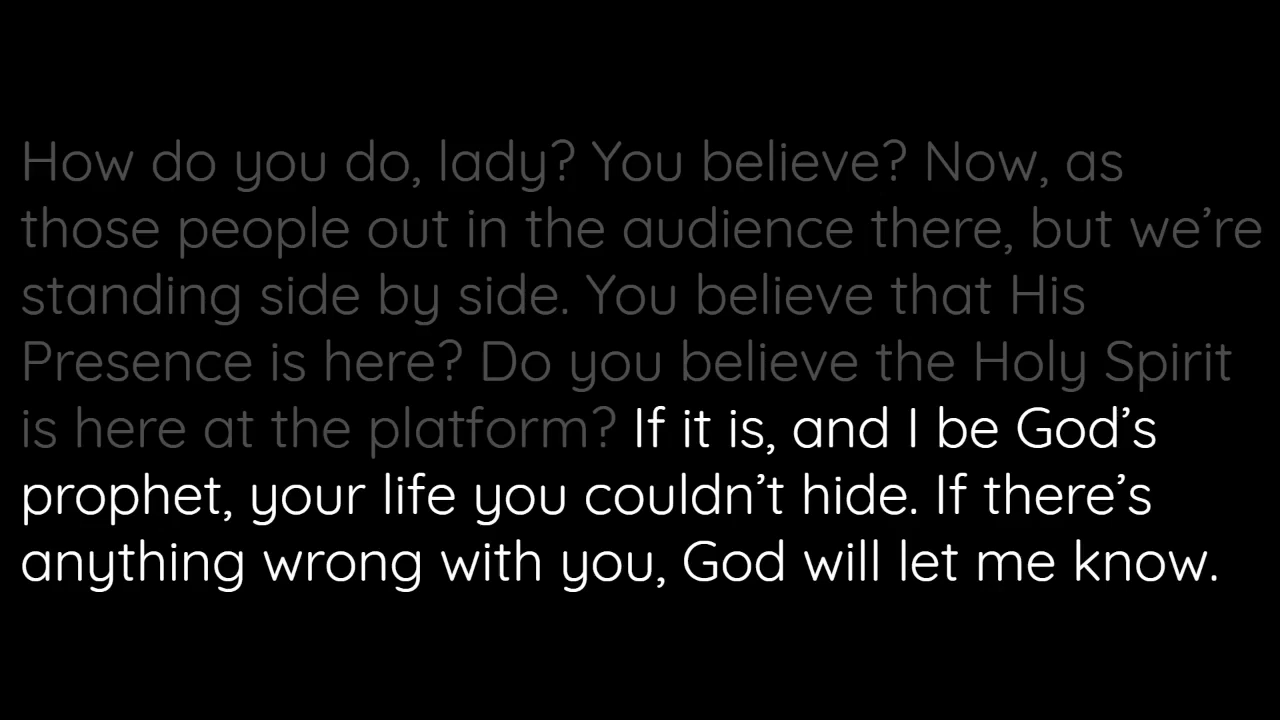 How do you do, lady? You believe? Now, as
those people out in the audience there, but we’re
standing side by side. You believe that His
Presence is here? Do you believe the Holy Spirit
is here at the platform? If it is, and I be God’s
prophet, your life you couldn’t hide. If there’s
anything wrong with you, God will let me know.